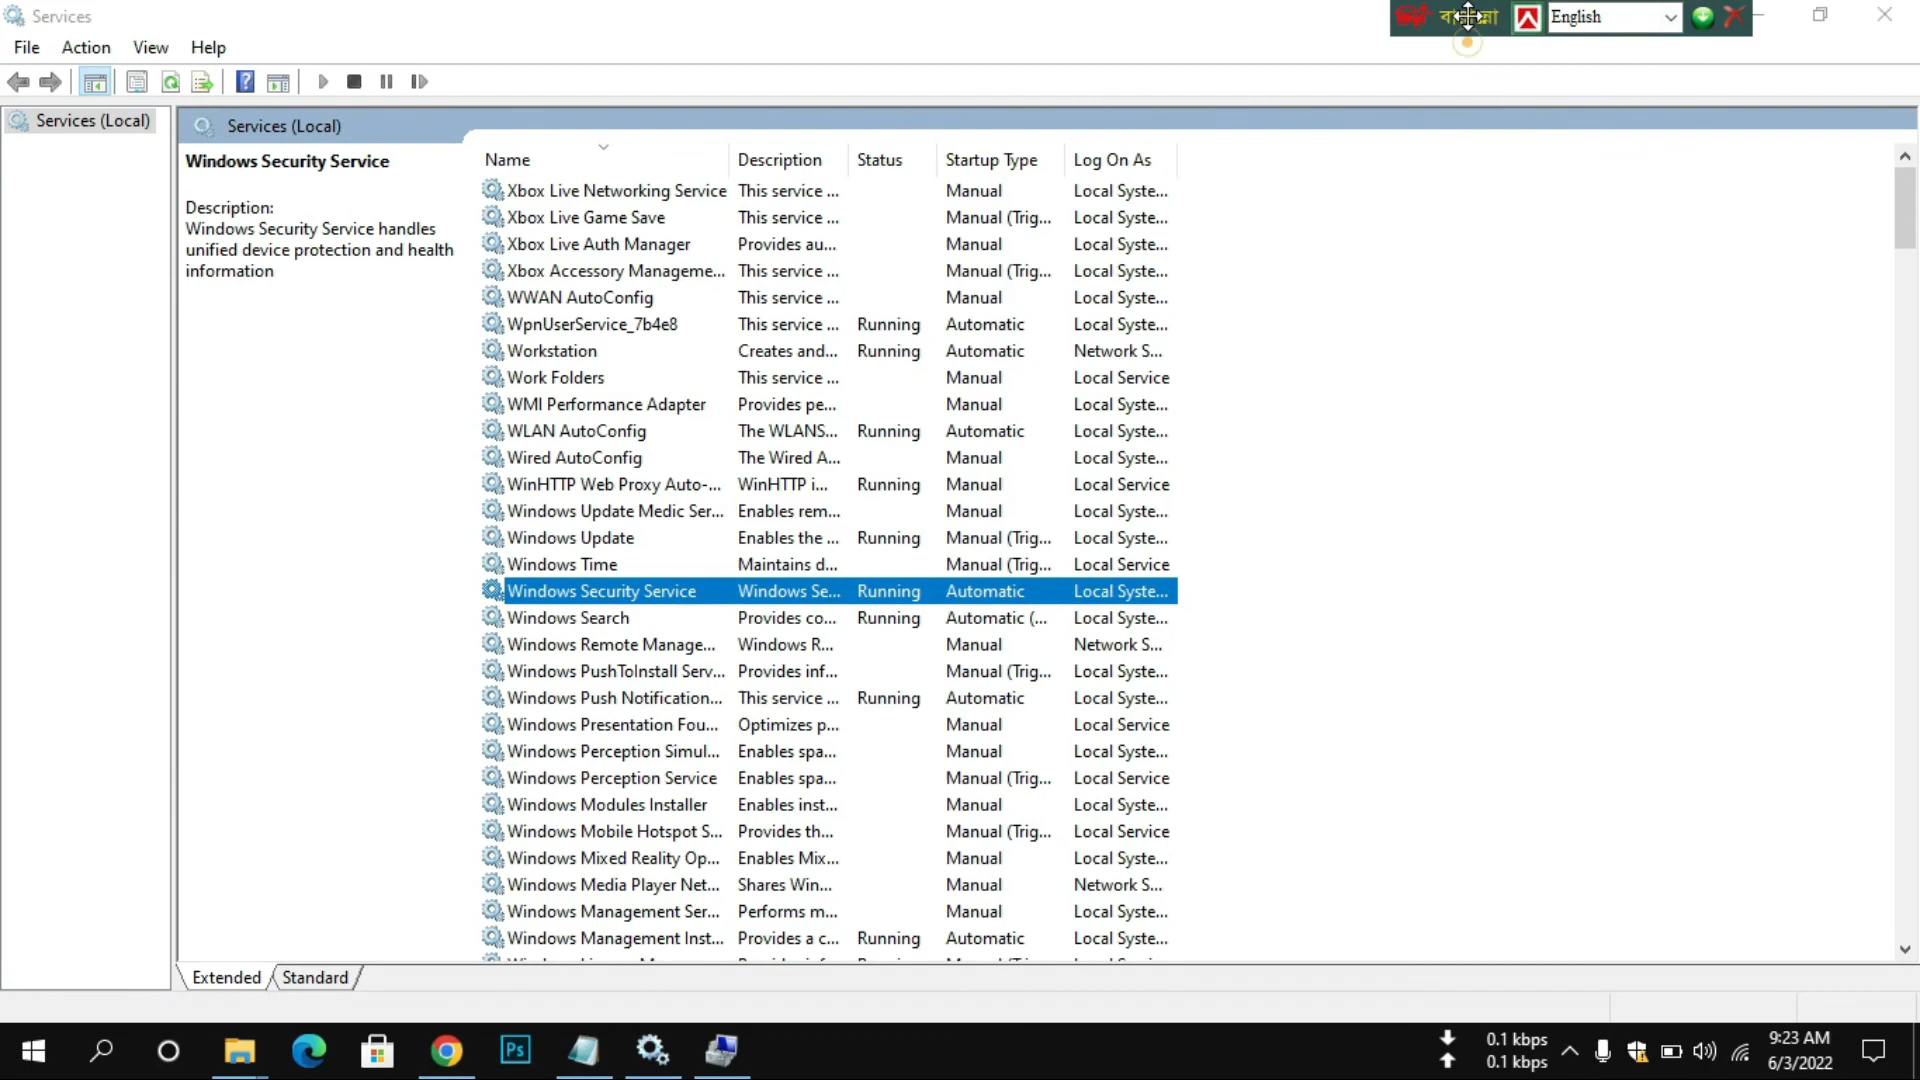 Services
English
File Action View Help
Services (Local)
Services (Local)
Windows Security Service
Description:
Windows Security Service handles
unified device protection and health
information
Name Description Status Startup Type Log On As
Xbox Live Networking Service This service ... Manual Local Syste...
Xbox Live Game Save This service ... Manual (Trig... Local Syste...
Xbox Live Auth Manager Provides au... Manual Local Syste...
Xbox Accessory Manageme... This service ... Manual (Trig... Local Syste...
WWAN AutoConfig This service ... Manual Local Syste...
WpnUserService_7b4e8 This service ... Running Automatic Local Syste...
Workstation Creates and... Running Automatic Network S...
Work Folders This service ... Manual Local Service
WMI Performance Adapter Provides pe... Manual Local Syste...
WLAN AutoConfig The WLANS... Running Automatic Local Syste...
Wired AutoConfig The Wired A... Manual Local Syste...
WinHTTP Web Proxy Auto-... WinHTTP i... Running Manual Local Service
Windows Update Medic Ser... Enables rem... Manual Local Syste...
Windows Update Enables the ... Running Manual (Trig... Local Syste...
Windows Time Maintains d... Manual (Trig... Local Service
Windows Security Service Windows Se... Running Automatic Local Syste...
Windows Search Provides co... Running Automatic (... Local Syste...
Windows Remote Manage... Windows R... Manual Network S...
Windows PushToInstall Serv... Provides inf... Manual (Trig... Local Syste...
Windows Push Notification... This service ... Running Automatic Local Syste...
Windows Presentation Fou... Optimizes p... Manual Local Service
Windows Perception Simul... Enables spa... Manual Local Syste...
Windows Perception Service Enables spa... Manual (Trig... Local Service
Windows Modules Installer Enables inst... Manual Local Syste...
Windows Mobile Hotspot S... Provides th... Manual (Trig... Local Service
Windows Mixed Reality Op... Enables Mix... Manual Local Syste...
Windows Media Player Net... Shares Win... Manual Network S...
Windows Management Ser... Performs m... Manual Local Syste...
Windows Management Inst... Provides a c... Running Automatic Local Syste...
Extended Standard
Ps
0.1 kbps
0.1 kbps
9:23 AM
6/3/2022